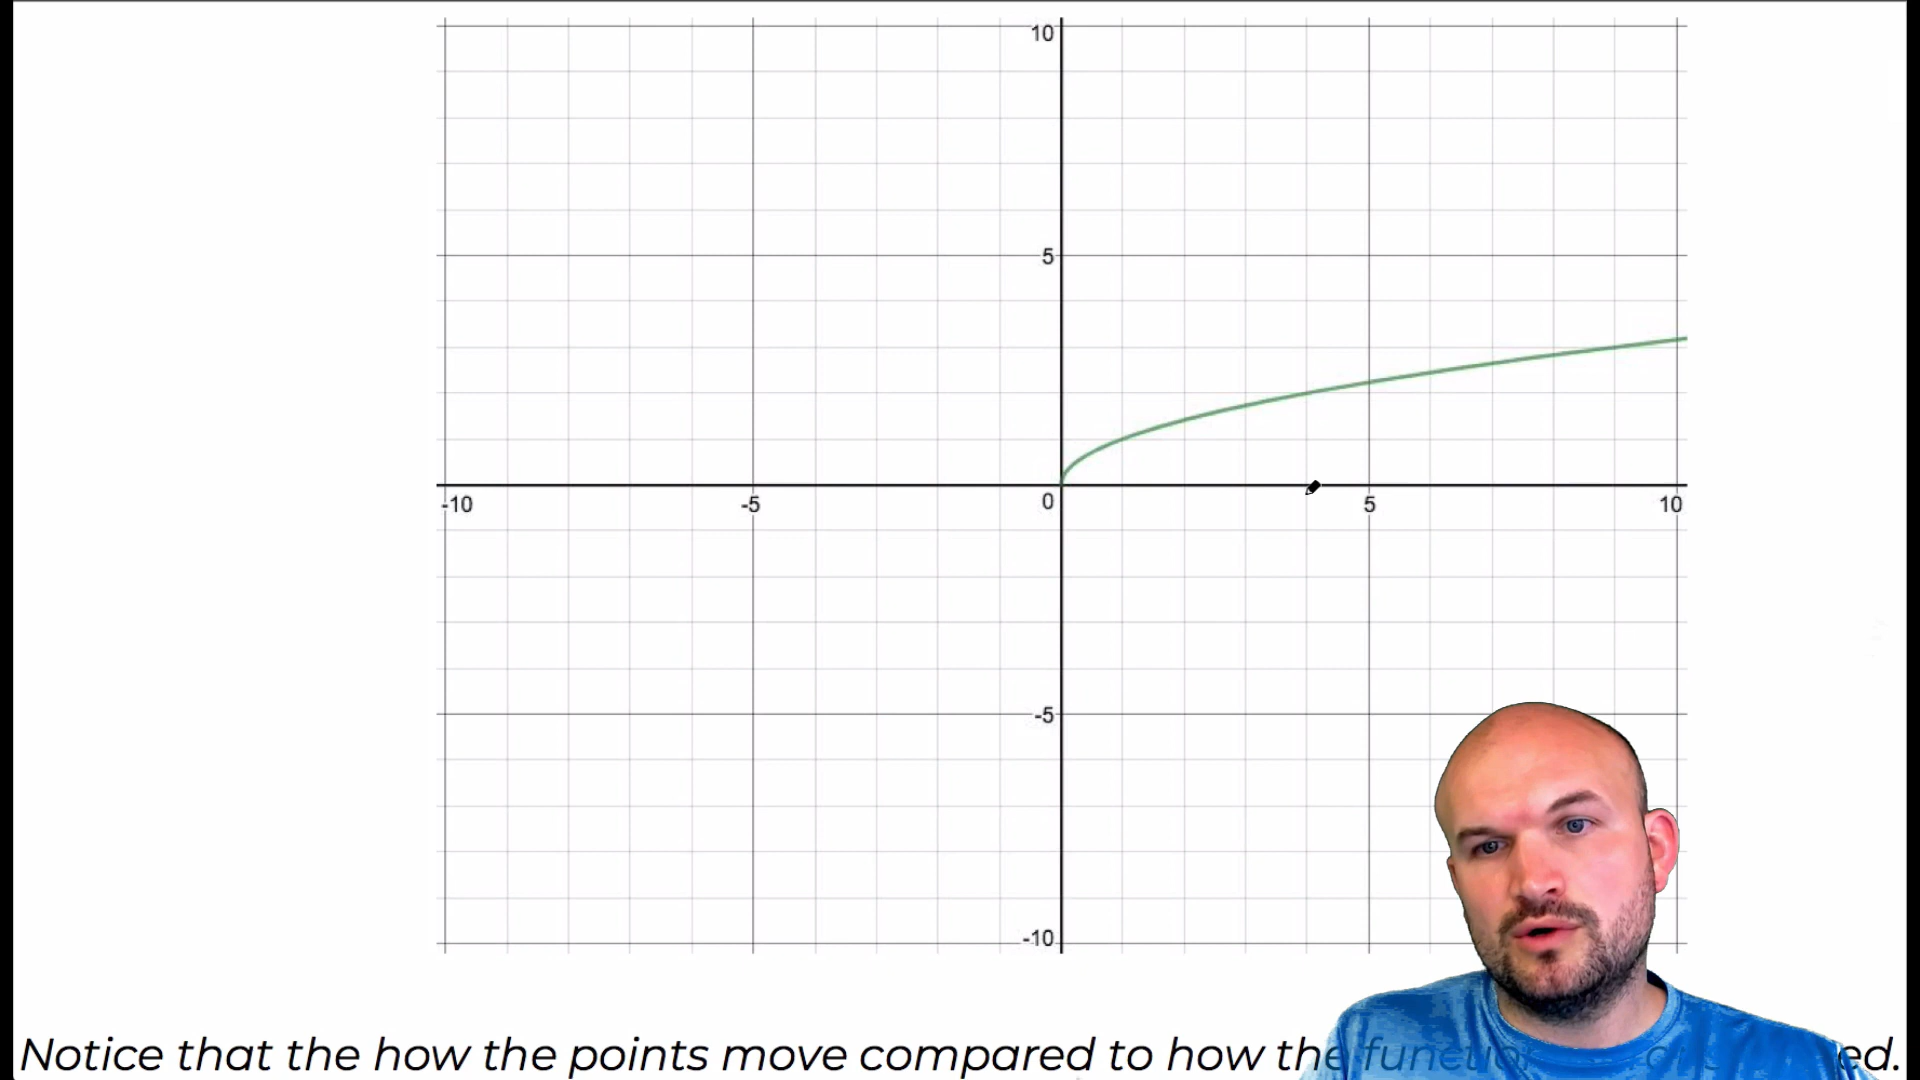 10
5
-10 -5 0 5 10
-5
-10
Notice that the how the points move compared to how the function